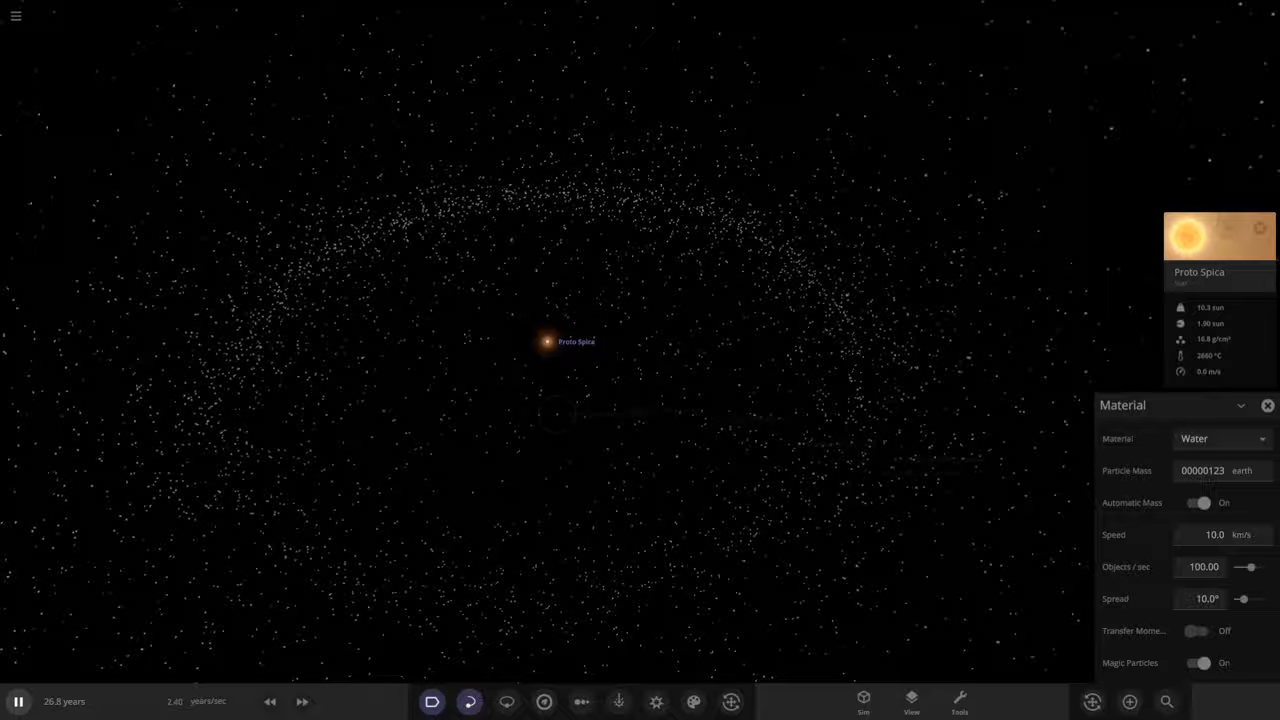 Proto Spica
Proto Spica
Star
10.3 sun
1.90 sun
16.8 g/cm³
2660 °C
0.0 m/s
Material
Material Water
Particle Mass 00000123 earth
Automatic Mass On
Speed 10.0 km/s
Objects / sec 100.00
Spread 10.0°
Transfer Mome... Off
Magic Particles On
26.8 years 2.40 years/sec
Sim View Tools